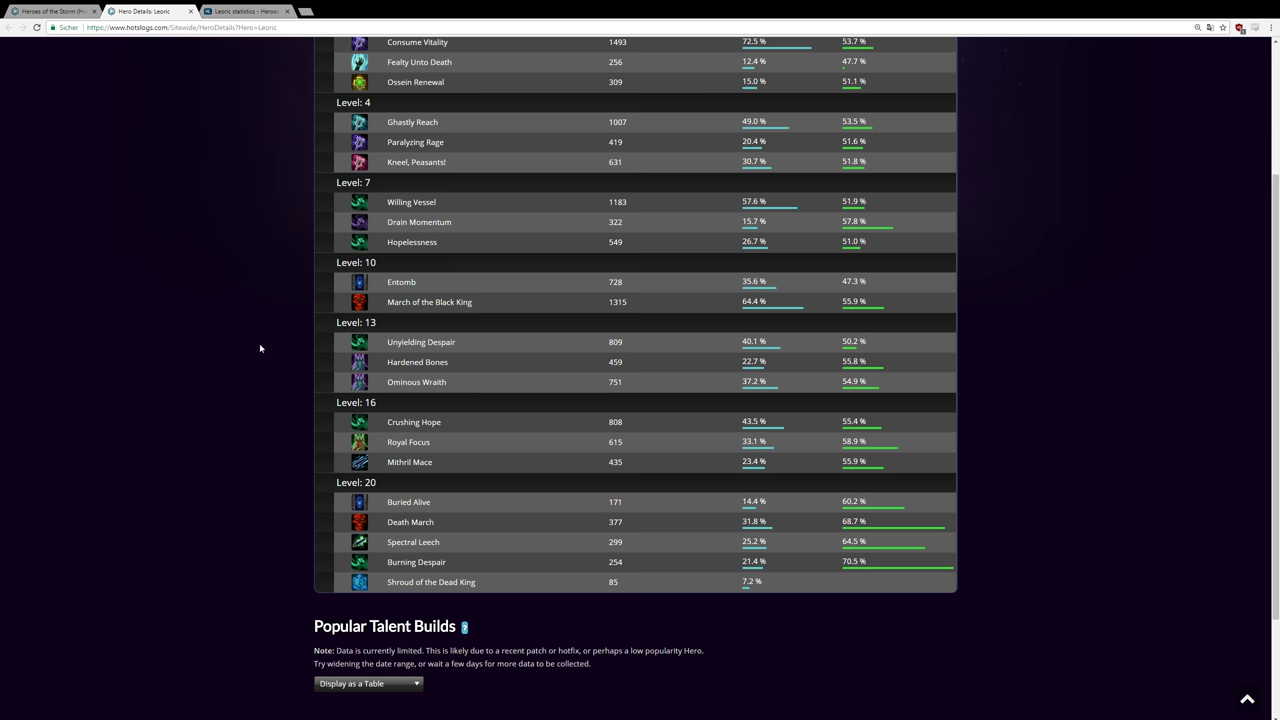 Heroes of the Storm (H
Hero Details: Leoric
Leoric statistics - Heroe
Sicher https://www.hotslogs.com/Sitewide/HeroDetails?Hero=Leoric
Consume Vitality 1493 72.5 % 53.7 %
Fealty Unto Death 256 12.4 % 47.7 %
Ossein Renewal 309 15.0 % 51.1 %
Level: 4
Ghastly Reach 1007 49.0 % 53.5 %
Paralyzing Rage 419 20.4 % 51.6 %
Kneel, Peasants! 631 30.7 % 51.8 %
Level: 7
Willing Vessel 1183 57.6 % 51.9 %
Drain Momentum 322 15.7 % 57.8 %
Hopelessness 549 26.7 % 51.0 %
Level: 10
Entomb 728 35.6 % 47.3 %
March of the Black King 1315 64.4 % 55.9 %
Level: 13
Unyielding Despair 809 40.1 % 50.2 %
Hardened Bones 459 22.7 % 55.8 %
Ominous Wraith 751 37.2 % 54.9 %
Level: 16
Crushing Hope 808 43.5 % 55.4 %
Royal Focus 615 33.1 % 58.9 %
Mithril Mace 435 23.4 % 55.9 %
Level: 20
Buried Alive 171 14.4 % 60.2 %
Death March 377 31.8 % 68.7 %
Spectral Leech 299 25.2 % 64.5 %
Burning Despair 254 21.4 % 70.5 %
Shroud of the Dead King 85 7.2 %
Popular Talent Builds ?
Note: Data is currently limited. This is likely due to a recent patch or hotfix, or perhaps a low popularity Hero.
Try widening the date range, or wait a few days for more data to be collected.
Display as a Table